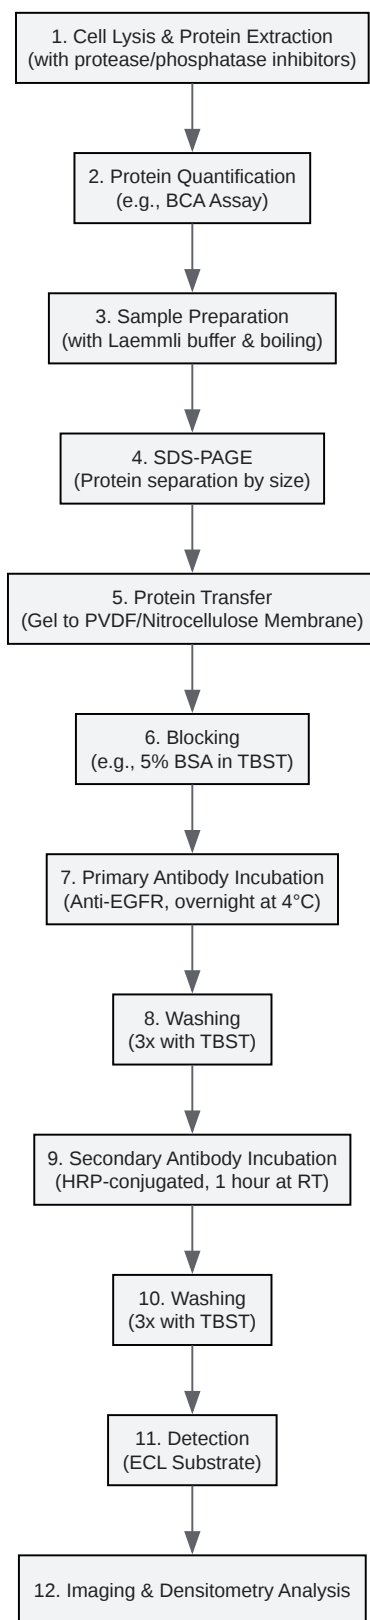 1. Cell Lysis & Protein Extraction
(with protease/phosphatase inhibitors)
2. Protein Quantification
(e.g., BCA Assay)
3. Sample Preparation
(with Laemmli buffer & boiling)
4. SDS-PAGE
(Protein separation by size)
5. Protein Transfer
(Gel to PVDF/Nitrocellulose Membrane)
6. Blocking
(e.g., 5% BSA in TBST)
7. Primary Antibody Incubation
(Anti-EGFR, overnight at 4°C)
8. Washing
(3x with TBST)
9. Secondary Antibody Incubation
(HRP-conjugated, 1 hour at RT)
10. Washing
(3x with TBST)
11. Detection
(ECL Substrate)
12. Imaging & Densitometry Analysis